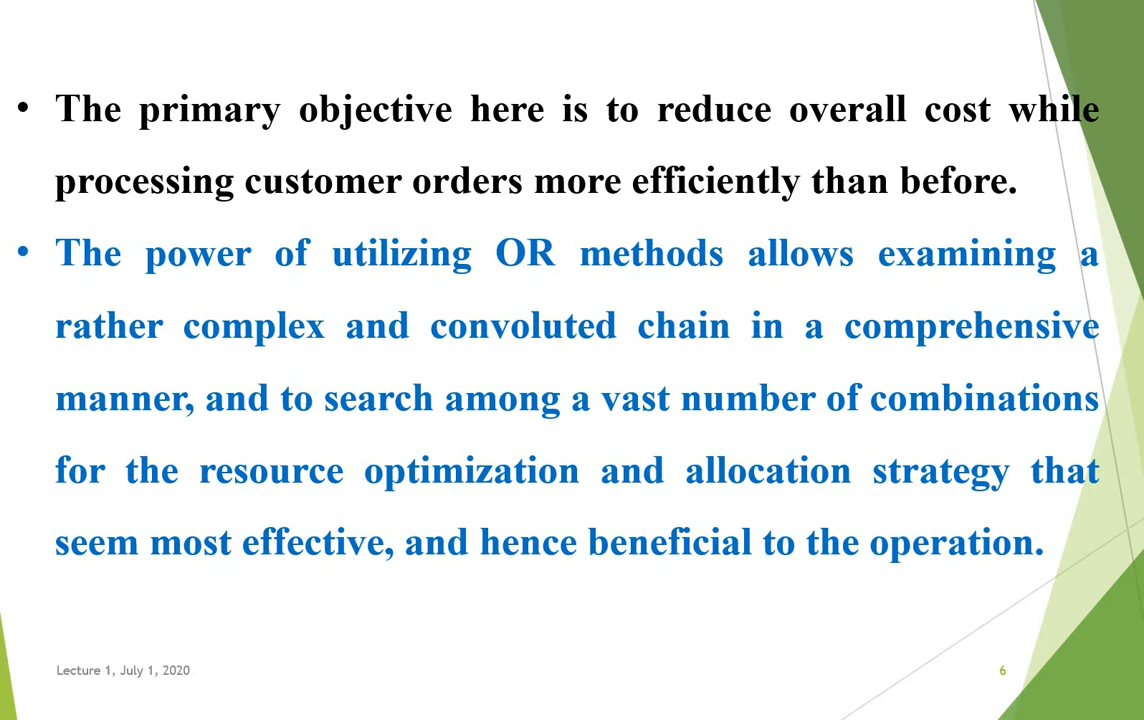 • The primary objective here is to reduce overall cost while
processing customer orders more efficiently than before.
• The power of utilizing OR methods allows examining a
rather complex and convoluted chain in a comprehensive
manner, and to search among a vast number of combinations
for the resource optimization and allocation strategy that
seem most effective, and hence beneficial to the operation.
Lecture 1, July 1, 2020
6